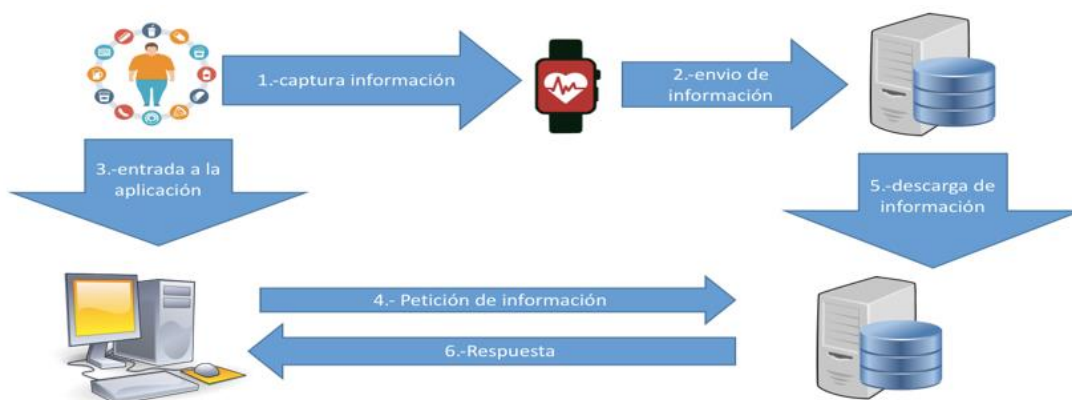 1.-captura información
2.-envio de
información
3.-entrada a la
aplicación
5.-descarga de
información
4.- Petición de información
6.-Respuesta